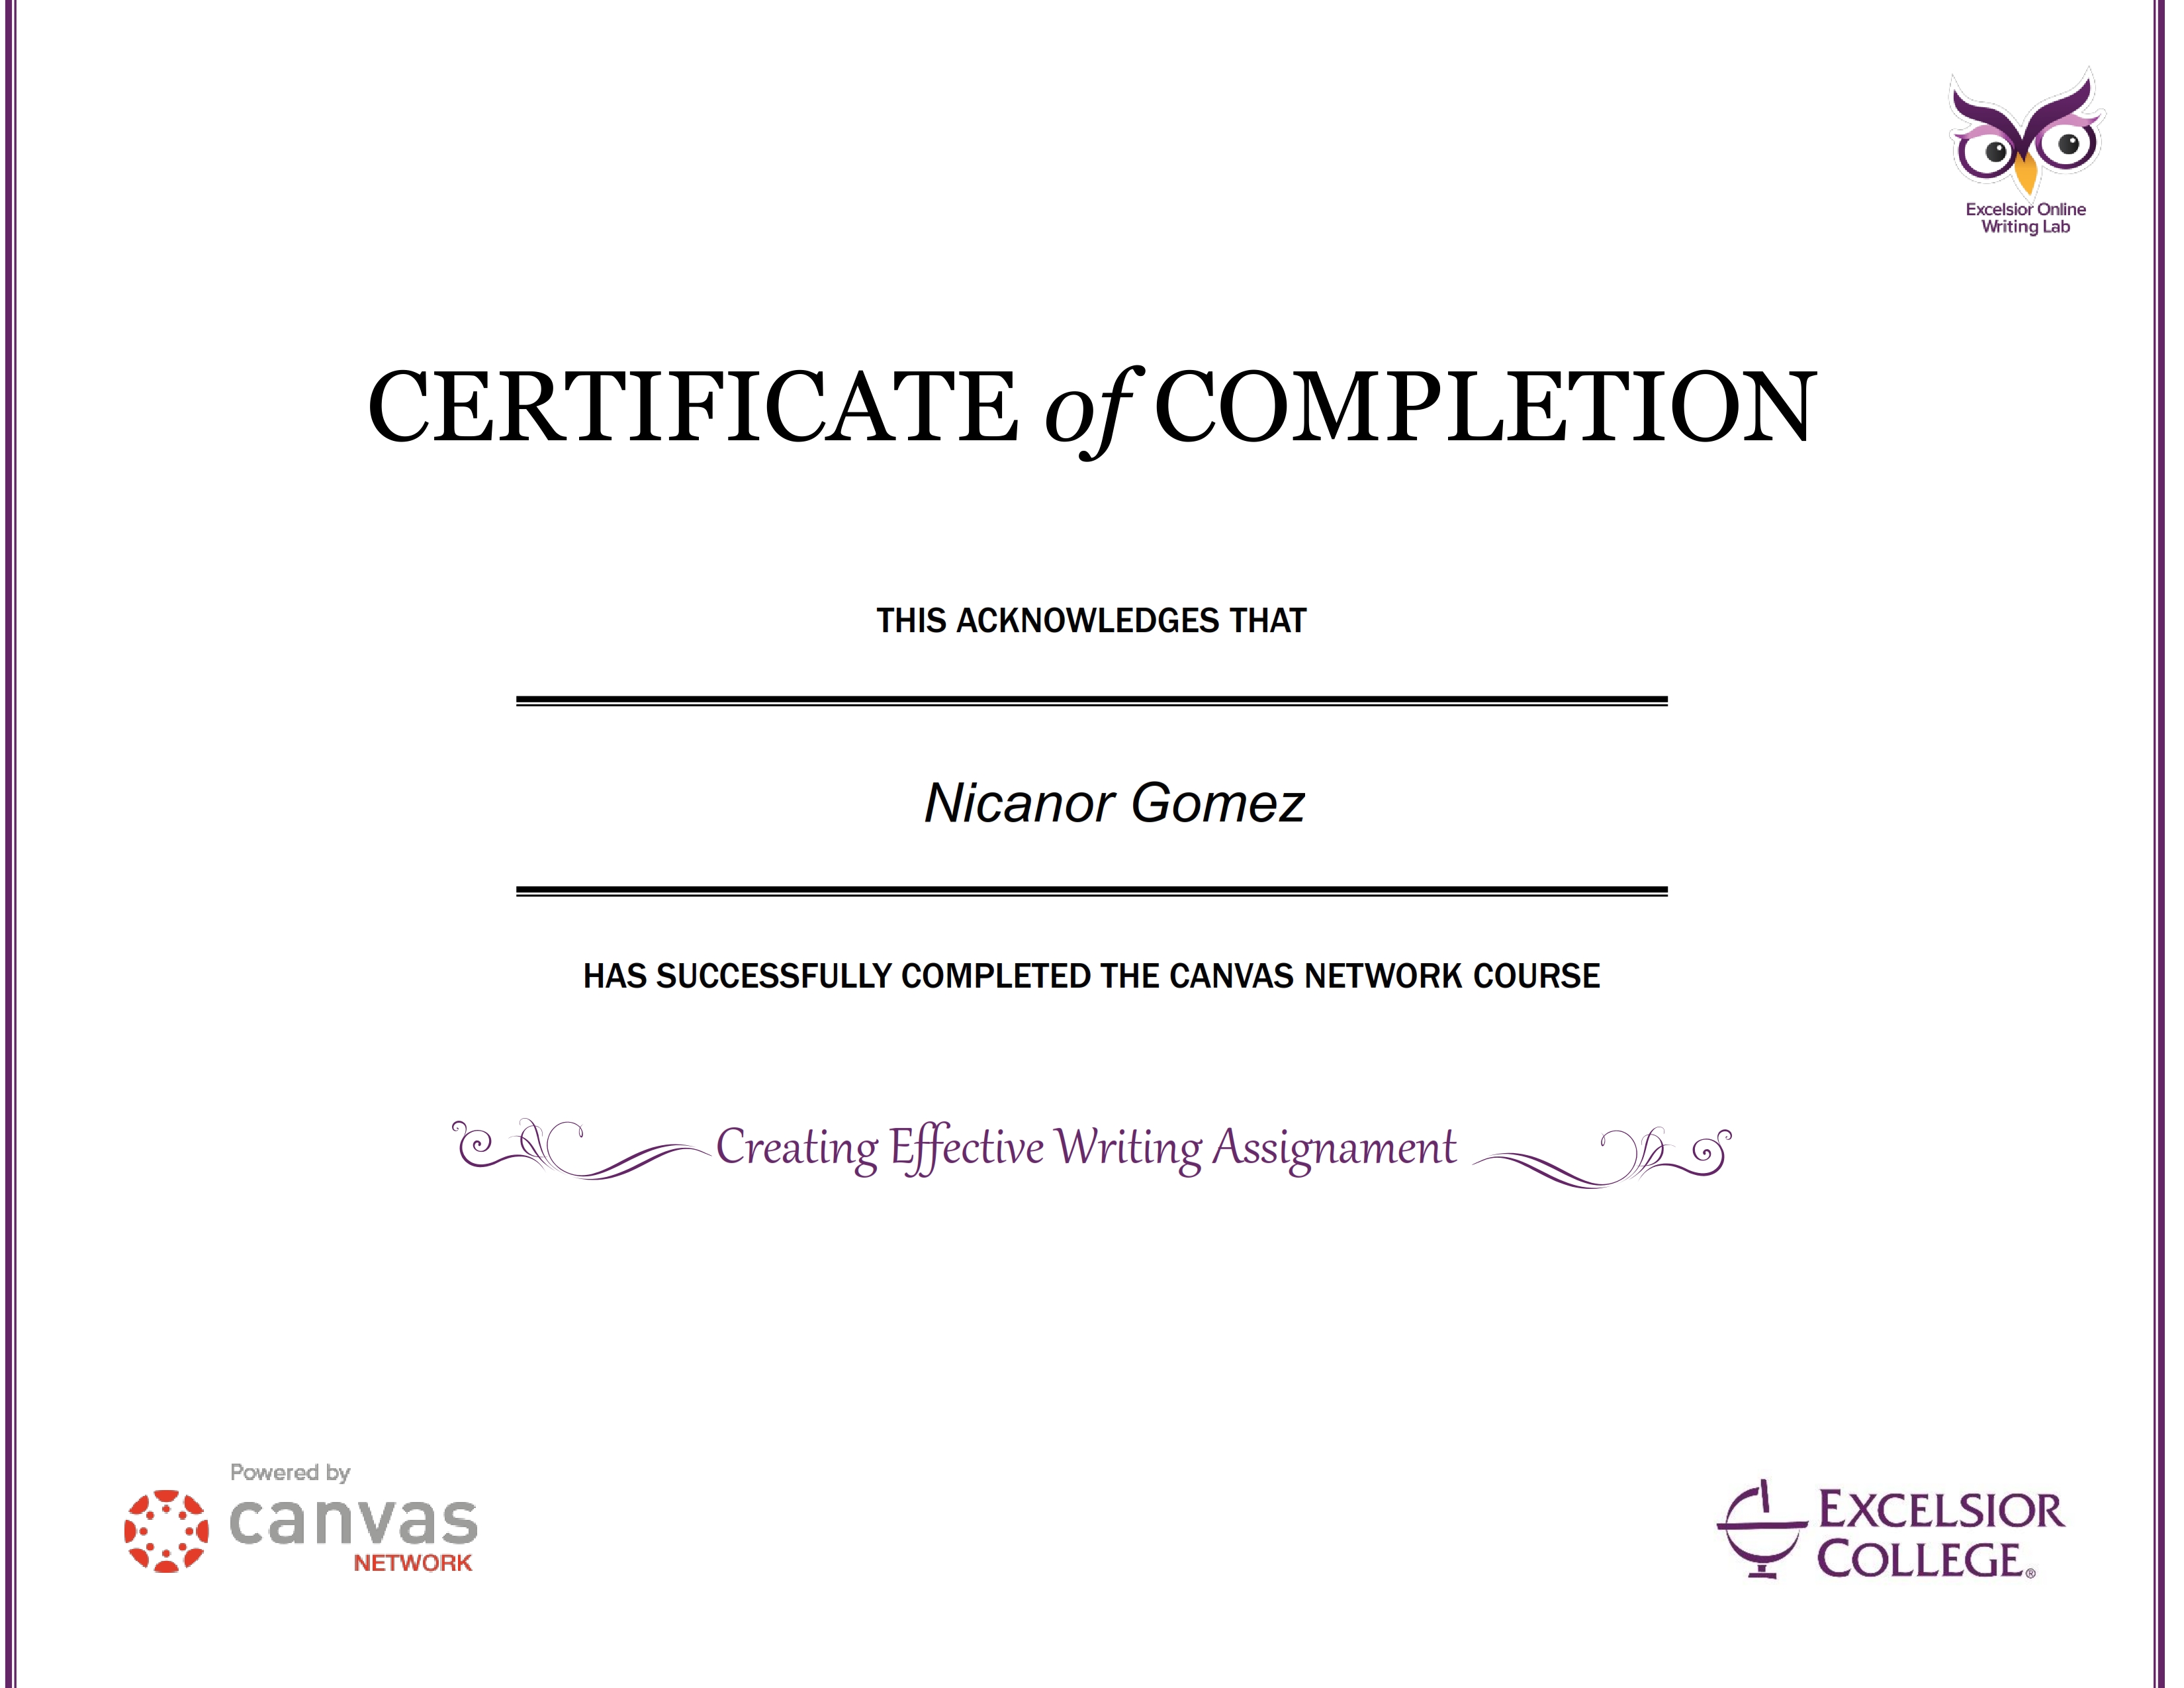 Excelsior Online
Writing Lab
CERTIFICATE of COMPLETION
THIS ACKNOWLEDGES THAT
Nicanor Gomez
HAS SUCCESSFULLY COMPLETED THE CANVAS NETWORK COURSE
Creating Effective Writing Assignament
Powered by
canvas
NETWORK
EXCELSIOR
COLLEGE®